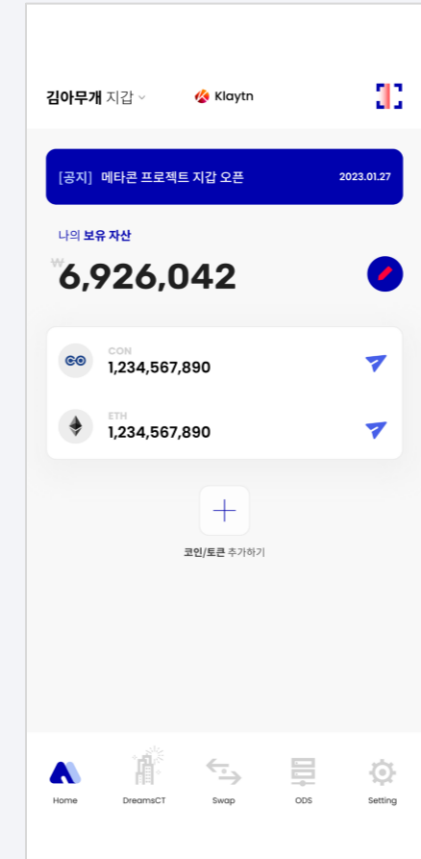 김아무개 지갑
Klaytn
[공지] 메타콘 프로젝트 지갑 오픈 2023.01.27
나의 보유 자산
₩6,926,042
CON
1,234,567,890
ETH
1,234,567,890
코인/토큰 추가하기
Home DreamsCT Swap ODS Setting